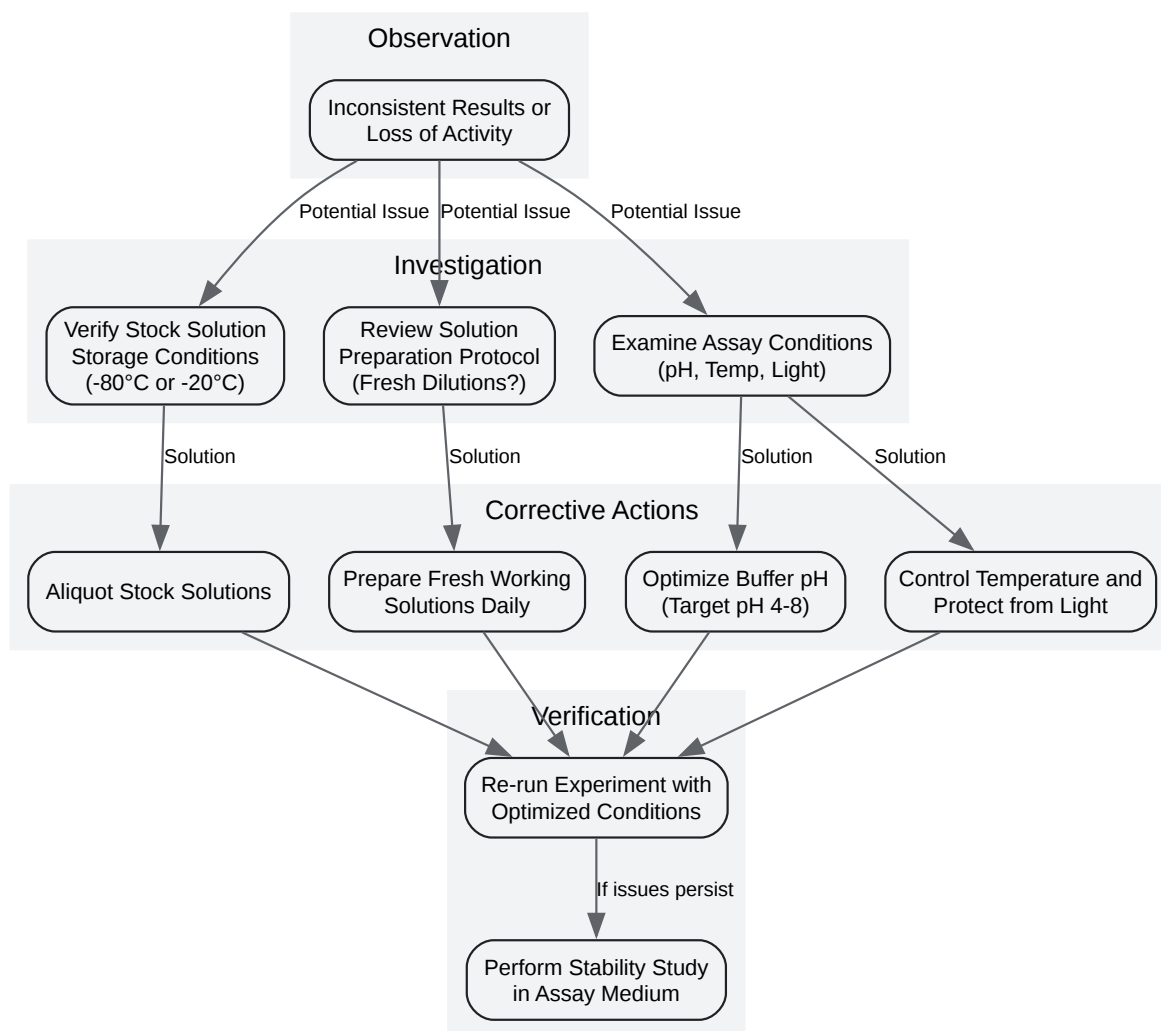 Observation
Inconsistent Results or
Loss of Activity
Potential Issue
Potential Issue
Potential Issue
Investigation
Verify Stock Solution
Storage Conditions
(-80°C or -20°C)
Review Solution
Preparation Protocol
(Fresh Dilutions?)
Examine Assay Conditions
(pH, Temp, Light)
Solution
Solution
Solution
Solution
Corrective Actions
Aliquot Stock Solutions
Prepare Fresh Working
Solutions Daily
Optimize Buffer pH
(Target pH 4-8)
Control Temperature and
Protect from Light
Verification
Re-run Experiment with
Optimized Conditions
If issues persist
Perform Stability Study
in Assay Medium